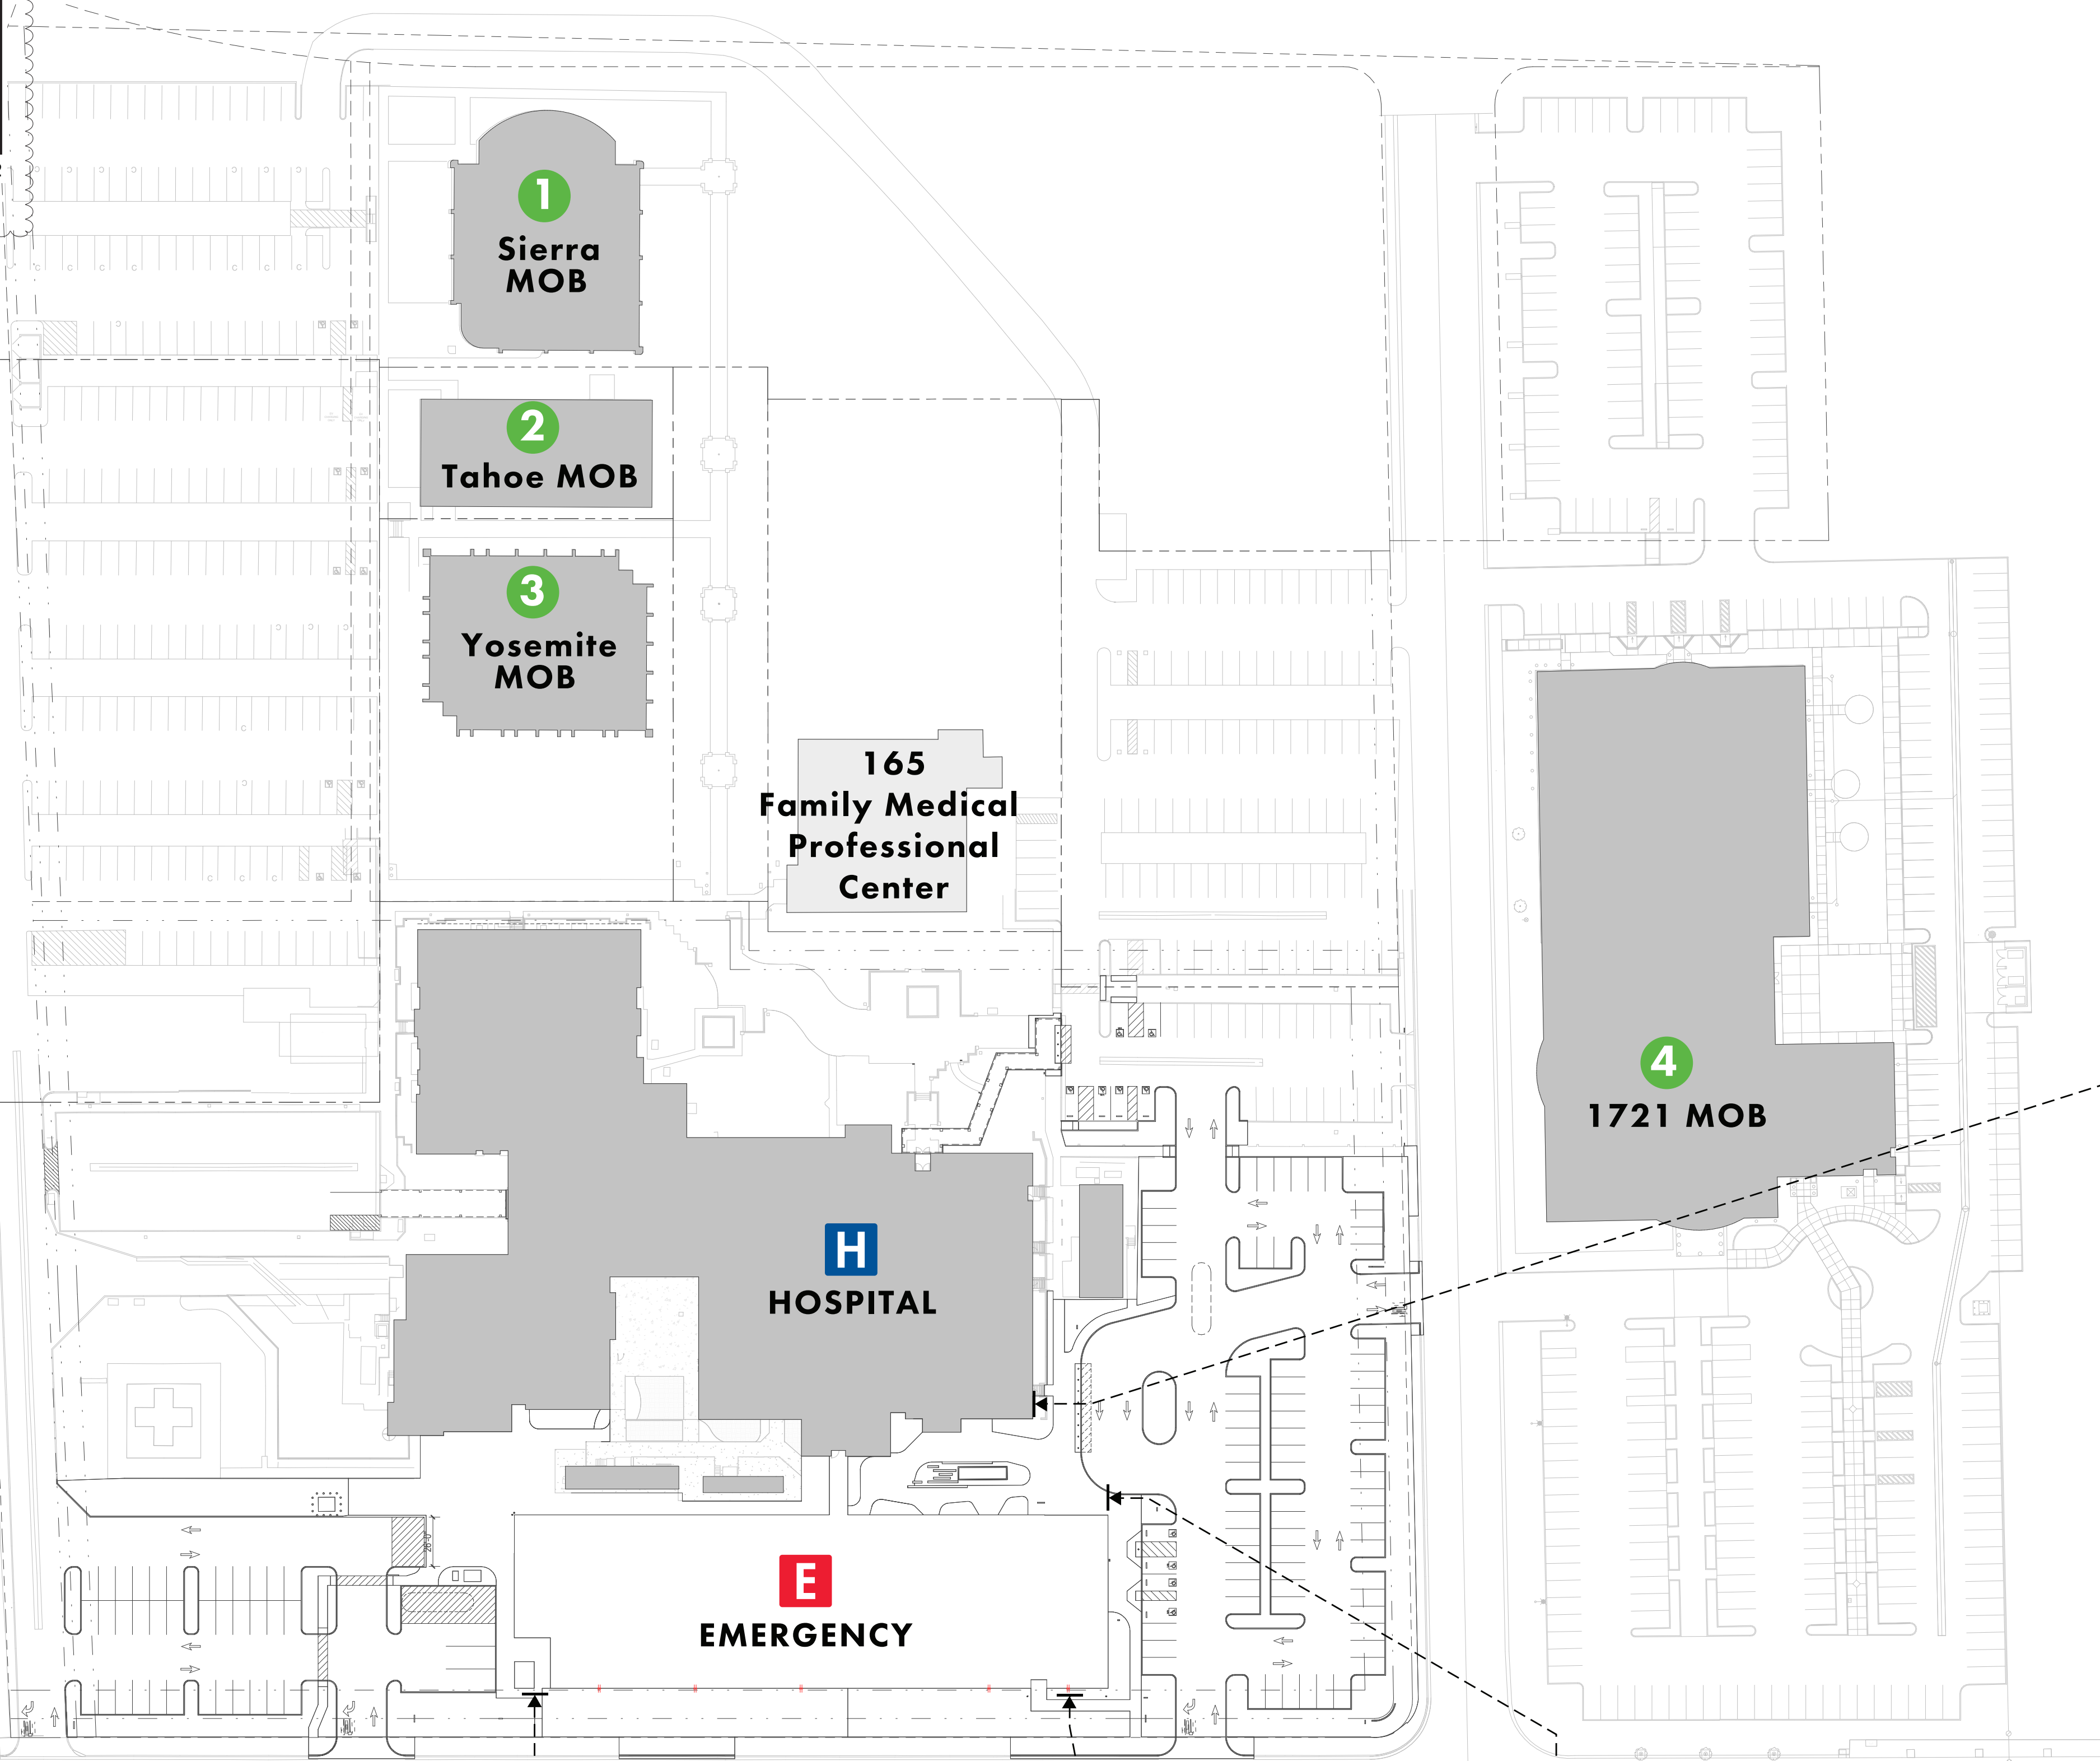 1
Sierra
MOB
2
Tahoe MOB
3
Yosemite
MOB
165
Family Medical
Professional
Center
4
1721 MOB
H
HOSPITAL
E
EMERGENCY